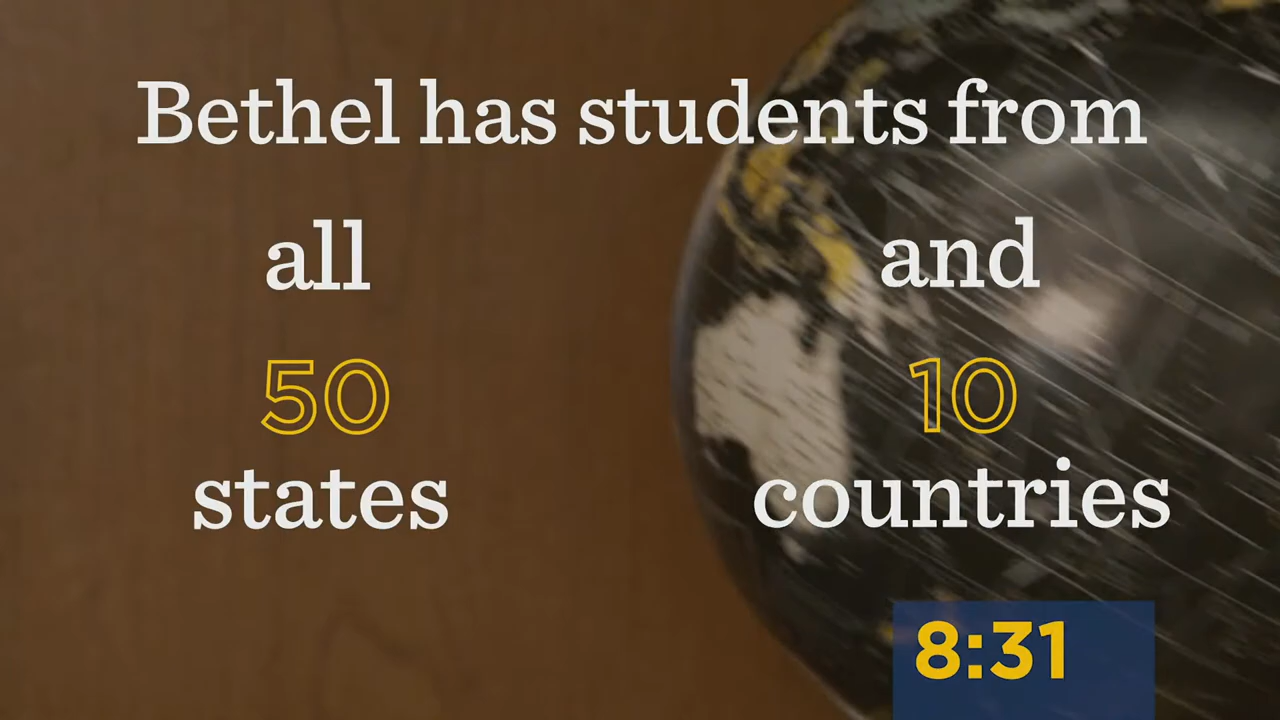 Bethel has students from
all
50
states
and
10
countries
8:31